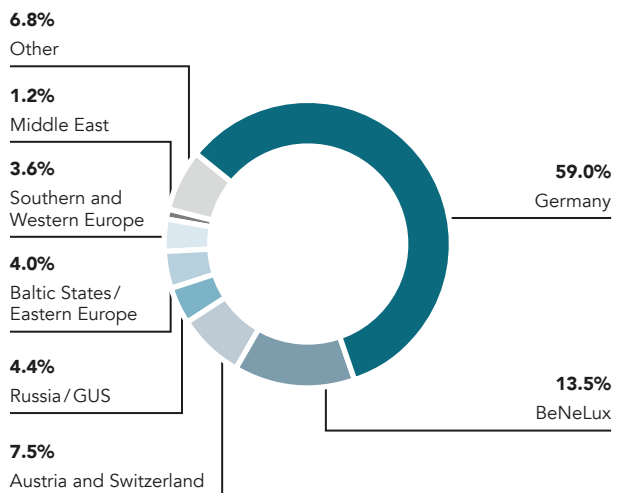 6.8%
Other
1.2%
Middle East
3.6%
Southern and
Western Europe
4.0%
Baltic States/
Eastern Europe
4.4%
Russia/GUS
7.5%
Austria and Switzerland
59.0%
Germany
13.5%
BeNeLux